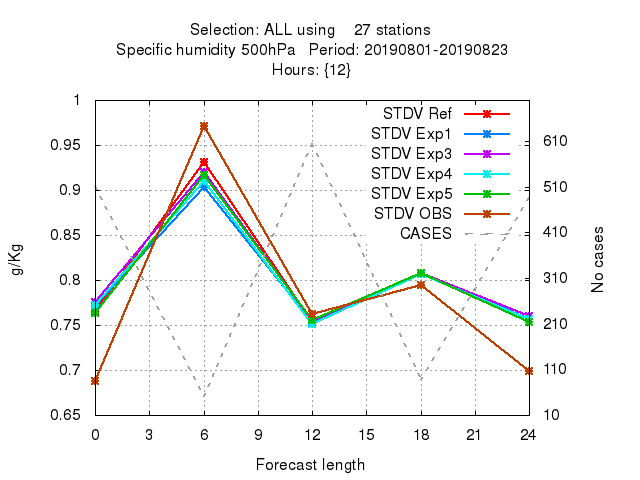 Selection: ALL using    27 stations
Specific humidity 500hPa   Period: 20190801-20190823
Hours: {12}
1
0.95
0.9
0.85
0.8
0.75
0.7
0.65
610
510
410
310
210
110
10
STDV Ref
STDV Exp1
STDV Exp3
STDV Exp4
STDV Exp5
STDV OBS
CASES
g/Kg
No cases
0 3 6 9 12 15 18 21 24
Forecast length